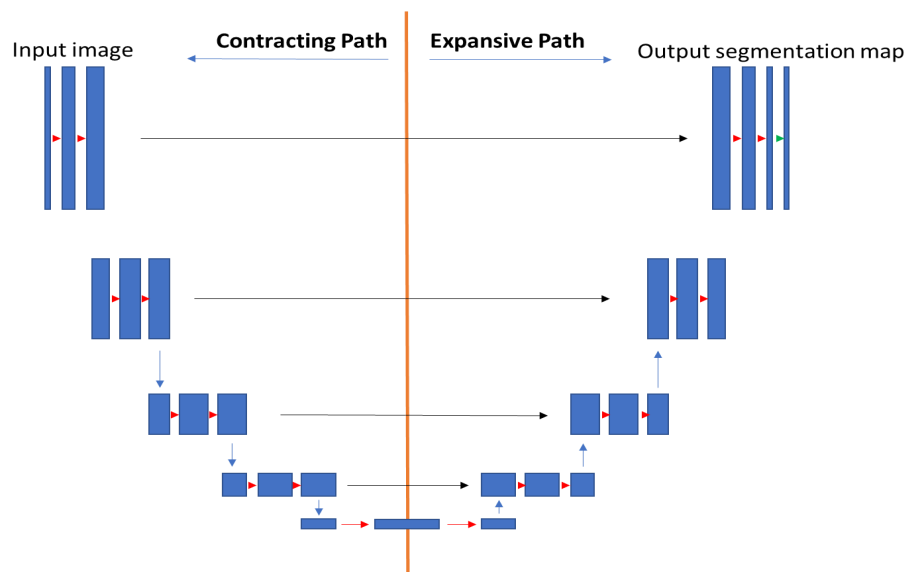 Input image
Contracting Path
Expansive Path
Output segmentation map